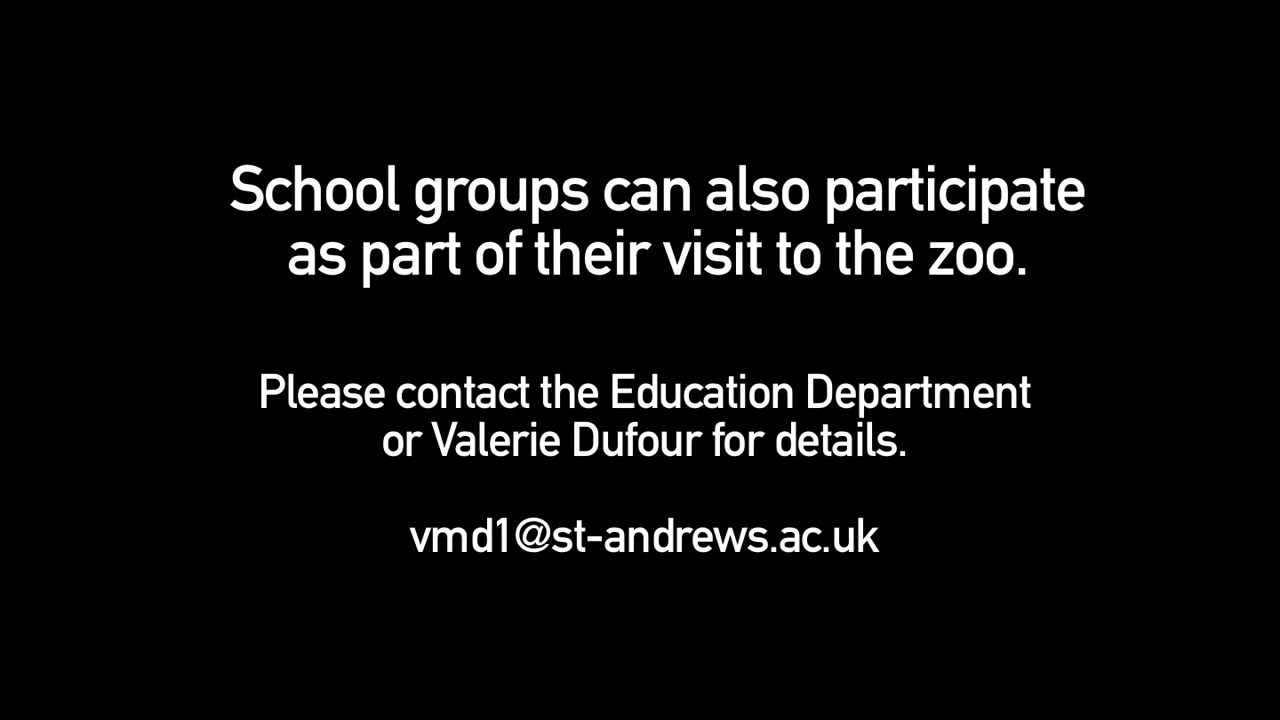 School groups can also participate
as part of their visit to the zoo.
Please contact the Education Department
or Valerie Dufour for details.
vmd1@st-andrews.ac.uk